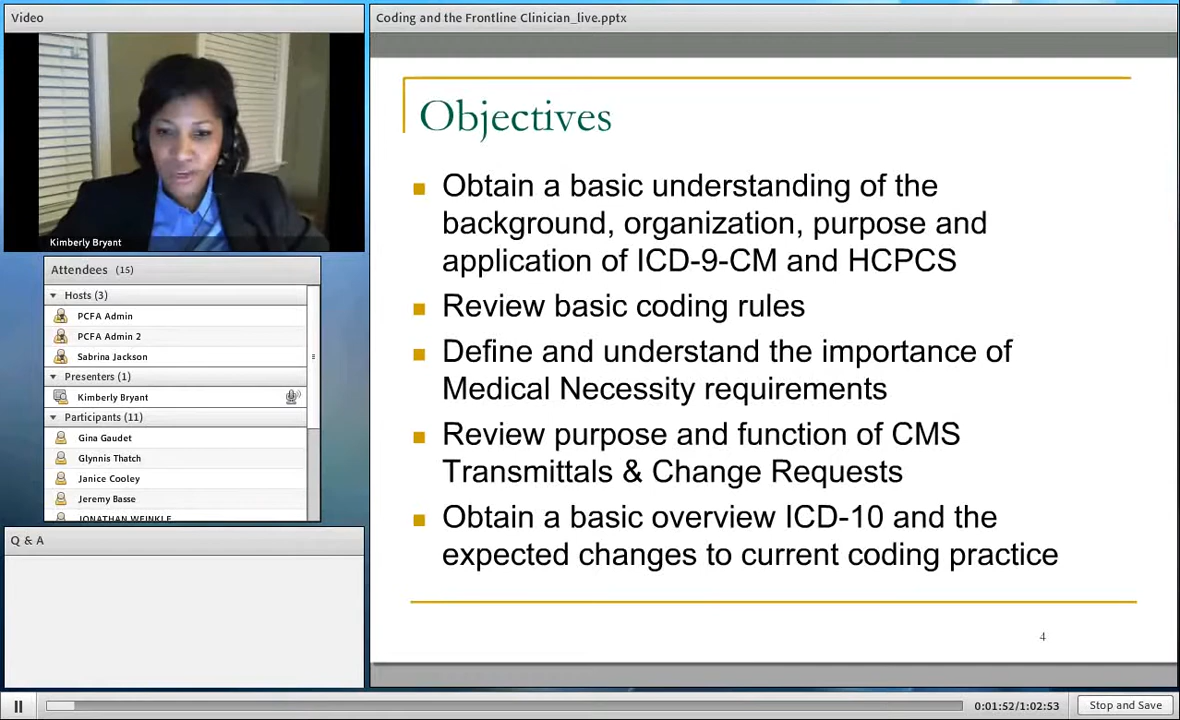 Video
Coding and the Frontline Clinician_live.pptx
Kimberly Bryant
Attendees (15)
Hosts (3)
PCFA Admin
PCFA Admin 2
Sabrina Jackson
Presenters (1)
Kimberly Bryant
Participants (11)
Gina Gaudet
Glynnis Thatch
Janice Cooley
Jeremy Basse
JONATHAN WEINKLE
Q & A
Objectives
Obtain a basic understanding of the
background, organization, purpose and
application of ICD-9-CM and HCPCS
Review basic coding rules
Define and understand the importance of
Medical Necessity requirements
Review purpose and function of CMS
Transmittals & Change Requests
Obtain a basic overview ICD-10 and the
expected changes to current coding practice
4
0:01:52/1:02:53
Stop and Save